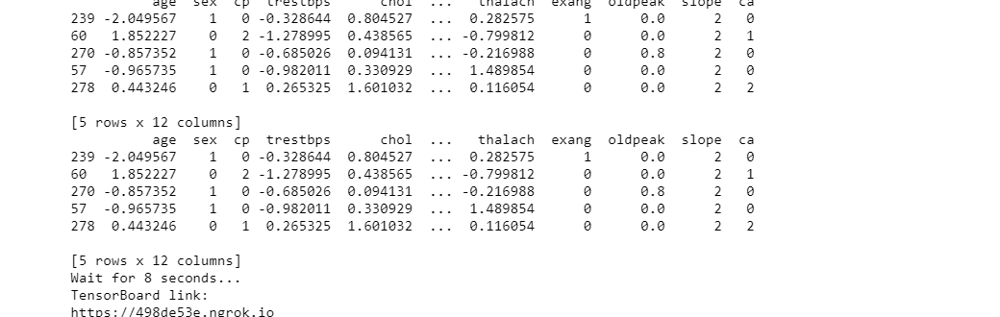 age sex cp trestbps chol ... thalach exang oldpeak slope ca
239 -2.049567 1 0 -0.328644 0.804527 ... 0.282575 1 0.0 2 0
60 1.852227 0 2 -1.278995 0.438565 ... -0.799812 0 0.0 2 1
270 -0.857352 1 0 -0.685026 0.094131 ... -0.216988 0 0.8 2 0
57 -0.965735 1 0 -0.982011 0.330929 ... 1.489854 0 0.0 2 0
278 0.443246 0 1 0.265325 1.601032 ... 0.116054 0 0.0 2 2
[5 rows x 12 columns]
age sex cp trestbps chol ... thalach exang oldpeak slope ca
239 -2.049567 1 0 -0.328644 0.804527 ... 0.282575 1 0.0 2 0
60 1.852227 0 2 -1.278995 0.438565 ... -0.799812 0 0.0 2 1
270 -0.857352 1 0 -0.685026 0.094131 ... -0.216988 0 0.8 2 0
57 -0.965735 1 0 -0.982011 0.330929 ... 1.489854 0 0.0 2 0
278 0.443246 0 1 0.265325 1.601032 ... 0.116054 0 0.0 2 2
[5 rows x 12 columns]
Wait for 8 seconds...
TensorBoard link:
https://498de53e.ngrok.io